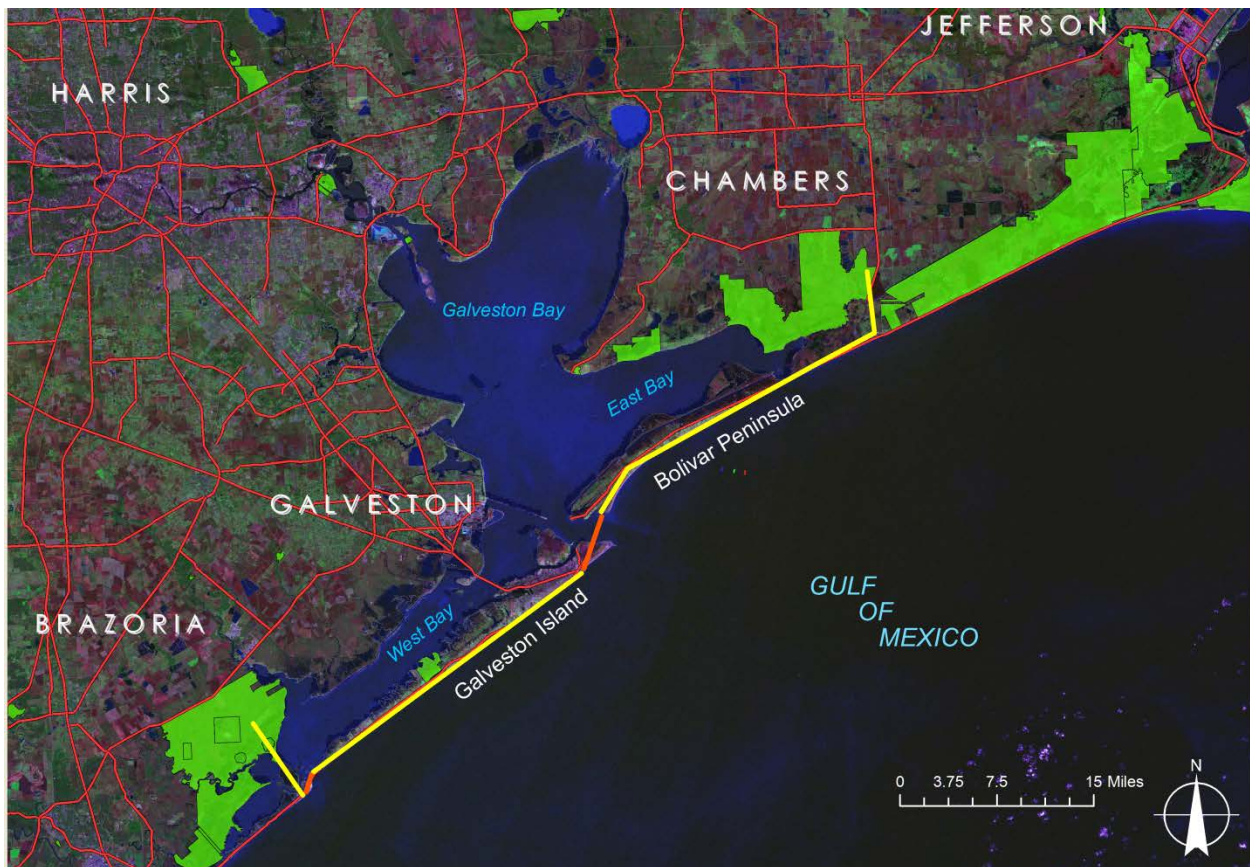 JEFFERSON
HARRIS
CHAMBERS
Galveston Bay
East Bay
Bolivar Peninsula
GALVESTON
GULF
OF
MEXICO
BRAZORIA
West Bay
Galveston Island
N
0 3.75 7.5 15 Miles